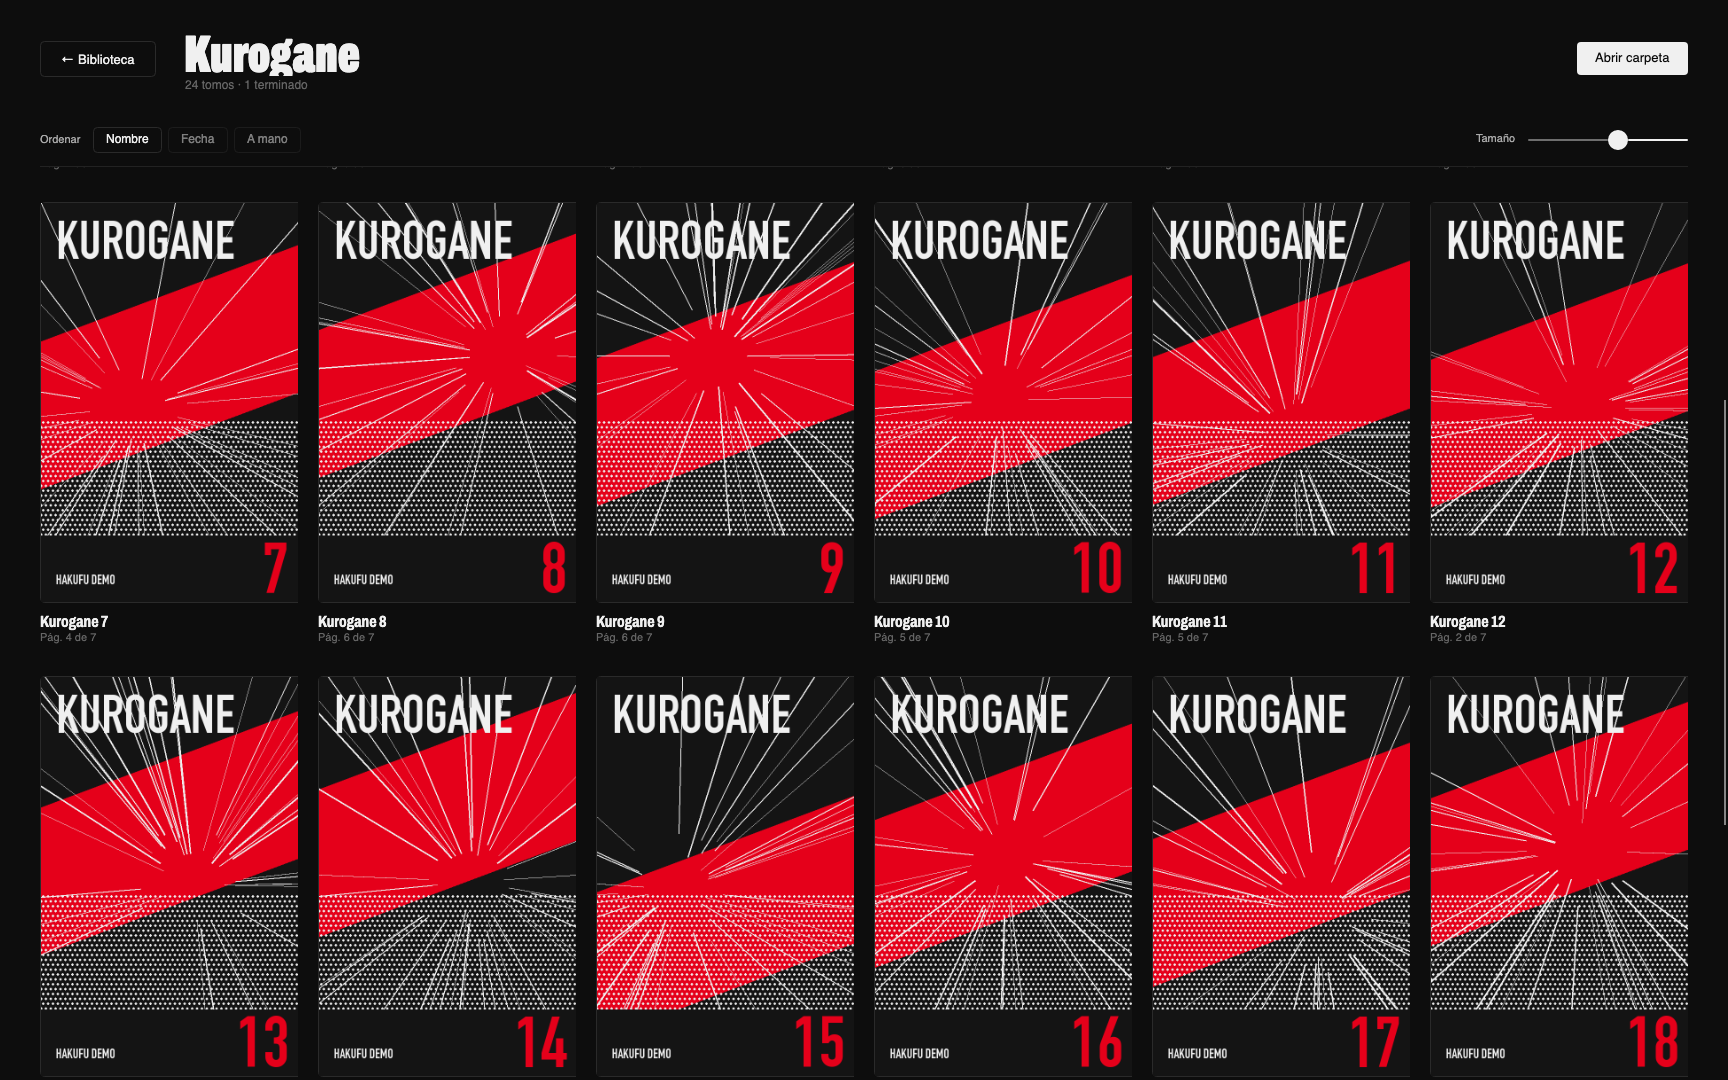 ← Biblioteca
Kurogane
24 tomos · 1 terminado
Abrir carpeta
Ordenar
Nombre
Fecha
A mano
Tamaño
KUROGANE
HAKUFU DEMO
7
Kurogane 7
Pág. 4 de 7
KUROGANE
HAKUFU DEMO
8
Kurogane 8
Pág. 6 de 7
KUROGANE
HAKUFU DEMO
9
Kurogane 9
Pág. 6 de 7
KUROGANE
HAKUFU DEMO
10
Kurogane 10
Pág. 5 de 7
KUROGANE
HAKUFU DEMO
11
Kurogane 11
Pág. 5 de 7
KUROGANE
HAKUFU DEMO
12
Kurogane 12
Pág. 2 de 7
KUROGANE
HAKUFU DEMO
13
KUROGANE
HAKUFU DEMO
14
KUROGANE
HAKUFU DEMO
15
KUROGANE
HAKUFU DEMO
16
KUROGANE
HAKUFU DEMO
17
KUROGANE
HAKUFU DEMO
18